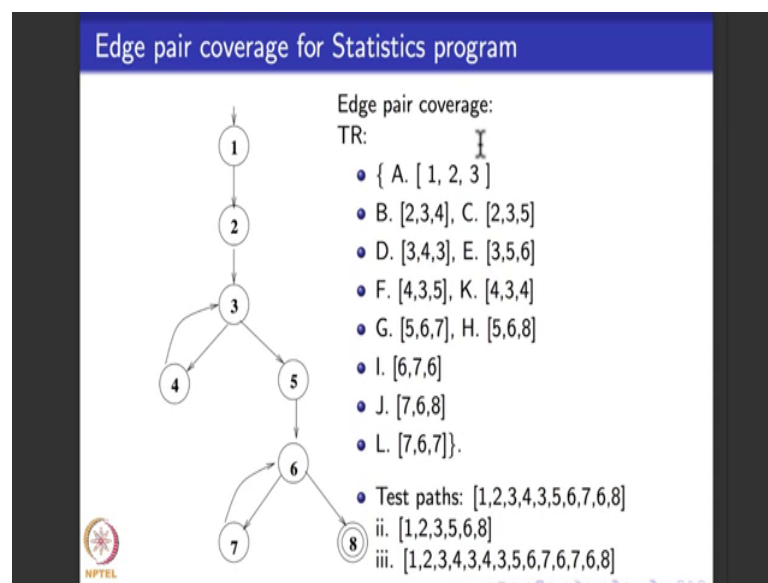 Edge pair coverage for Statistics program
Edge pair coverage:
TR:
{ A. [ 1, 2, 3 ]
B. [2,3,4], C. [2,3,5]
D. [3,4,3], E. [3,5,6]
F. [4,3,5], K. [4,3,4]
G. [5,6,7], H. [5,6,8]
I. [6,7,6]
J. [7,6,8]
L. [7,6,7]}.
Test paths: [1,2,3,4,3,5,6,7,6,8]
ii. [1,2,3,5,6,8]
iii. [1,2,3,4,3,4,3,5,6,7,6,7,6,8]
1
2
3
4
5
6
7
8
NPTEL